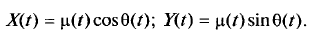 X(t) = μ(t) cos θ(t); Y(t) = μ(t) sin θ(t).